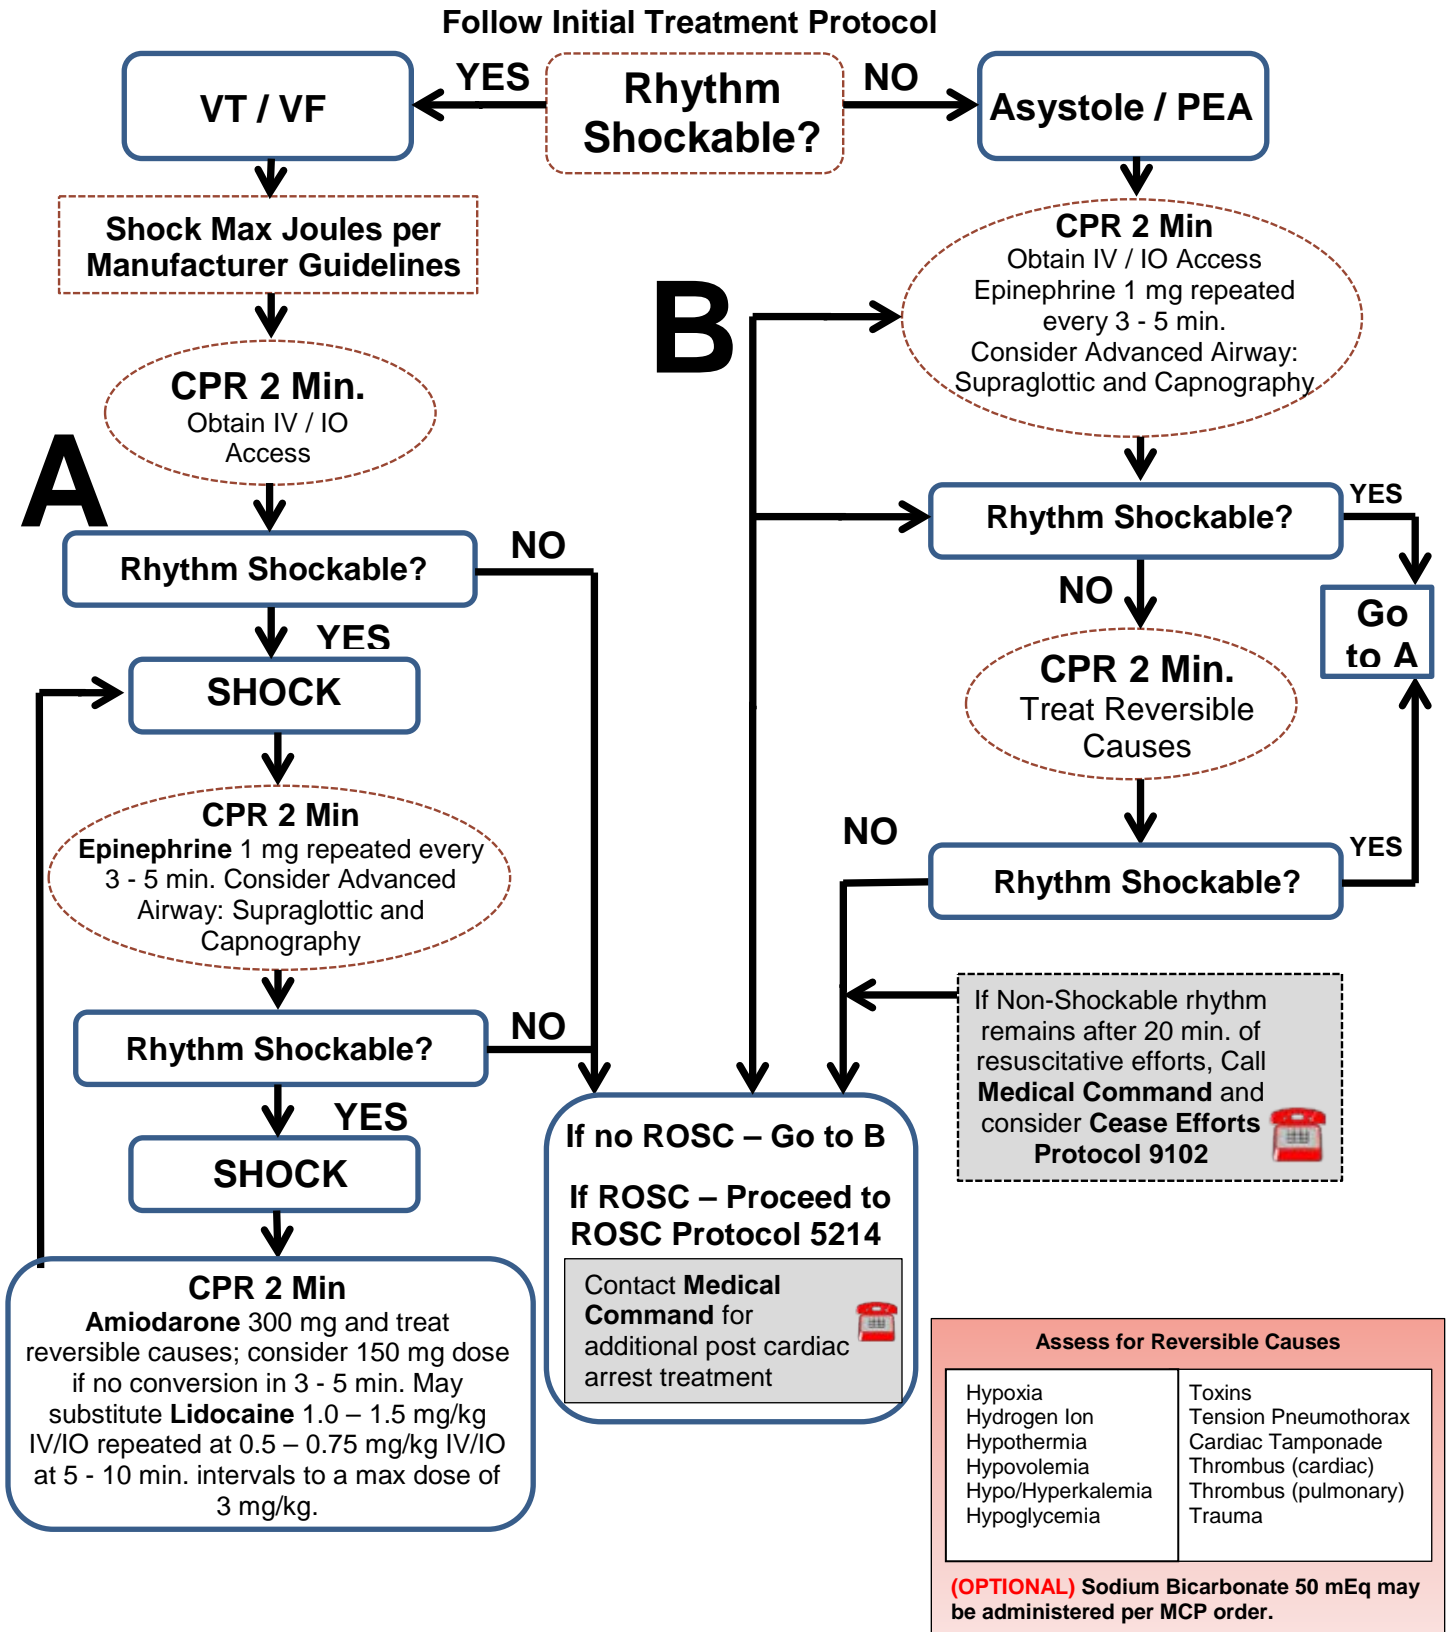 Follow Initial Treatment Protocol
YES
Rhythm
Shockable?
NO
VT / VF
Asystole / PEA
Shock Max Joules per
Manufacturer Guidelines
CPR 2 Min.
Obtain IV / IO
Access
A
Rhythm Shockable?
NO
YES
SHOCK
CPR 2 Min
Epinephrine 1 mg repeated every
3 - 5 min. Consider Advanced
Airway: Supraglottic and
Capnography
Rhythm Shockable?
NO
YES
SHOCK
CPR 2 Min
Amiodarone 300 mg and treat
reversible causes; consider 150 mg dose
if no conversion in 3 - 5 min. May
substitute Lidocaine 1.0 – 1.5 mg/kg
IV/IO repeated at 0.5 – 0.75 mg/kg IV/IO
at 5 - 10 min. intervals to a max dose of
3 mg/kg.
B
CPR 2 Min
Obtain IV / IO Access
Epinephrine 1 mg repeated
every 3 - 5 min.
Consider Advanced Airway:
Supraglottic and Capnography
Rhythm Shockable?
YES
NO
Go
to A
CPR 2 Min.
Treat Reversible
Causes
NO
Rhythm Shockable?
YES
If Non-Shockable rhythm
remains after 20 min. of
resuscitative efforts, Call
Medical Command and
consider Cease Efforts
Protocol 9102
If no ROSC – Go to B
If ROSC – Proceed to
ROSC Protocol 5214
Contact Medical
Command for
additional post cardiac
arrest treatment
Assess for Reversible Causes
Hypoxia
Hydrogen Ion
Hypothermia
Hypovolemia
Hypo/Hyperkalemia
Hypoglycemia
Toxins
Tension Pneumothorax
Cardiac Tamponade
Thrombus (cardiac)
Thrombus (pulmonary)
Trauma
(OPTIONAL) Sodium Bicarbonate 50 mEq may
be administered per MCP order.